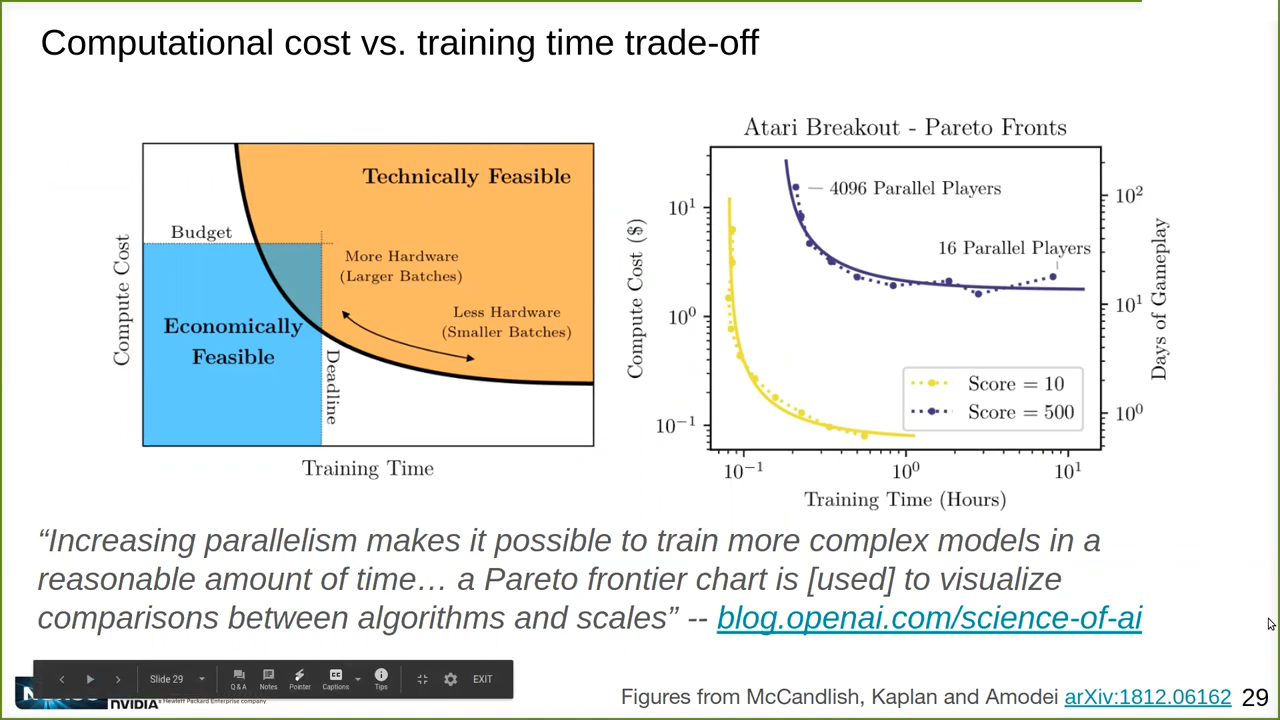 Computational cost vs. training time trade-off
Technically Feasible
Budget
More Hardware
(Larger Batches)
Less Hardware
(Smaller Batches)
Economically
Feasible
Deadline
Compute Cost
Training Time
Atari Breakout - Pareto Fronts
4096 Parallel Players
16 Parallel Players
10¹
10⁰
10⁻¹
Compute Cost ($)
10²
10¹
10⁰
Days of Gameplay
Score = 10
Score = 500
10⁻¹
10⁰
10¹
Training Time (Hours)
“Increasing parallelism makes it possible to train more complex models in a
reasonable amount of time… a Pareto frontier chart is [used] to visualize
comparisons between algorithms and scales” -- blog.openai.com/science-of-ai
Slide 29
Q&A
Notes
Pointer
Captions
Tips
EXIT
NVIDIA
a Hewlett Packard Enterprise company
Figures from McCandlish, Kaplan and Amodei arXiv:1812.06162
29